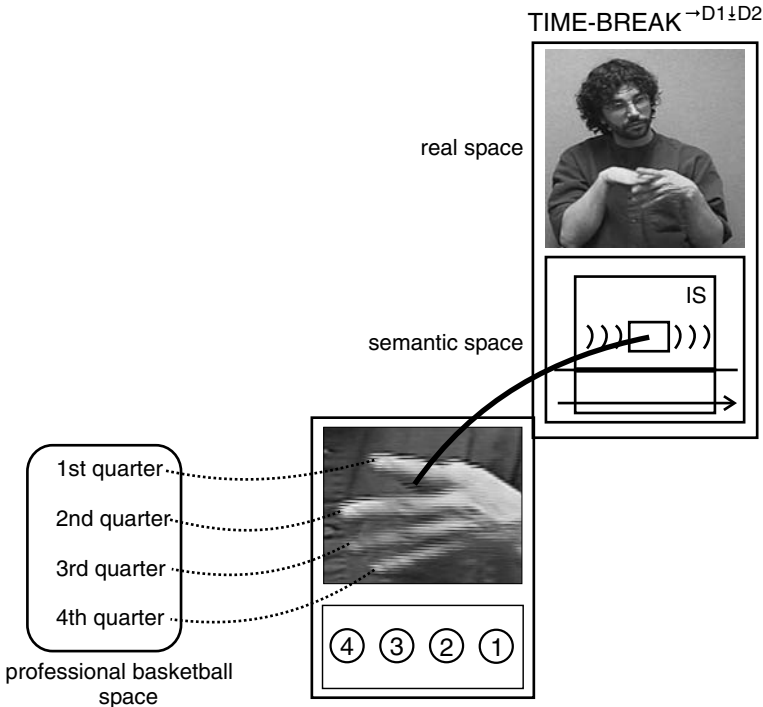 TIME-BREAK→D1⍊D2
real space
IS
semantic space
1st quarter
2nd quarter
3rd quarter
4th quarter
④ ③ ② ①
professional basketball
space